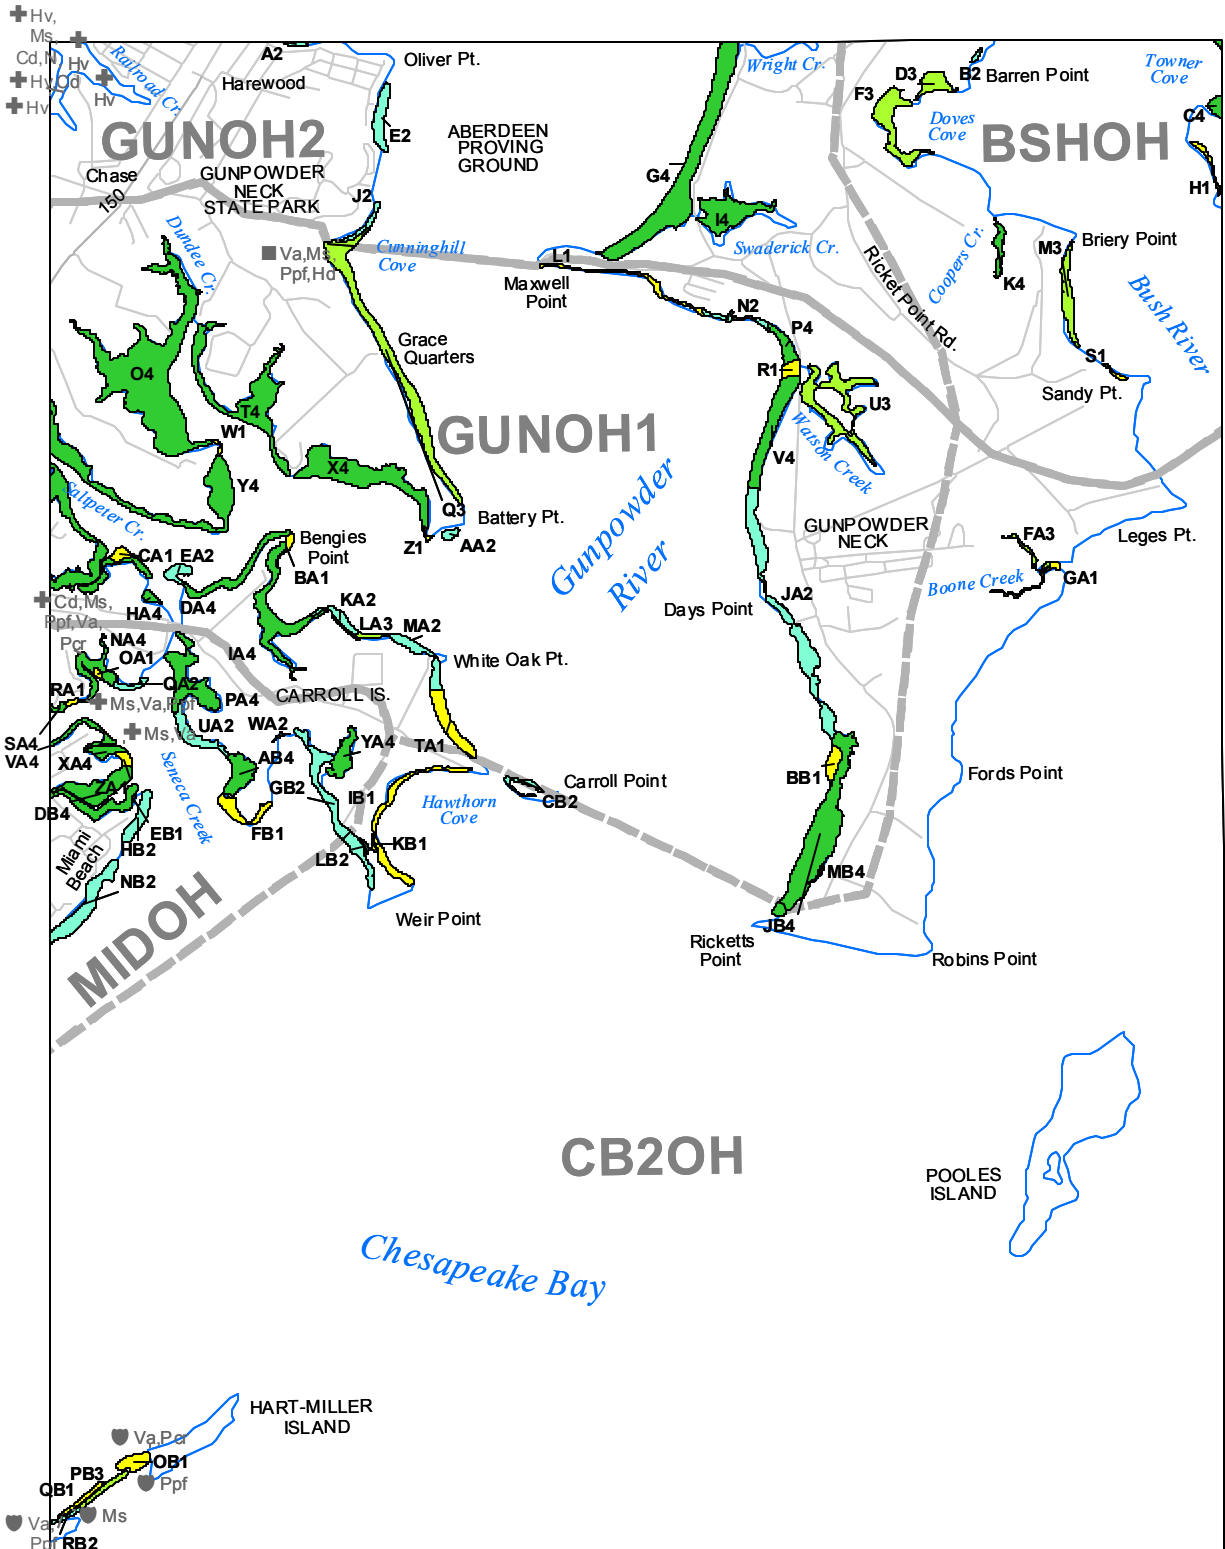 Hv,
Ms,
Cd,N
Hv
Hv,Cd
Hv
Hv
Railroad Cr.
A2
Harewood
Oliver Pt.
E2
GUNOH2
Chase
150
GUNPOWDER
NECK
STATE PARK
J2
ABERDEEN
PROVING
GROUND
Wright Cr.
D3
B2
Barren Point
F3
Doves
Cove
Towner
Cove
C4
BSHOH
H1
G4
I4
Swaderick Cr.
Dundee Cr.
Va,Ms,
Ppf,Hd
Cunninghill
Cove
L1
Maxwell
Point
N2
P4
Ricket Point Rd.
Coopers Cr.
K4
M3
Briery Point
Bush River
S1
Sandy Pt.
Grace
Quarters
O4
T4
W1
R1
U3
GUNOH1
Watson Creek
V4
X4
Y4
Saltpeter Cr.
Q3
Battery Pt.
Z1
AA2
Gunpowder
River
GUNPOWDER
NECK
FA3
Leges Pt.
GA1
Boone Creek
CA1
EA2
Bengies
Point
BA1
Cd,Ms,
Ppf,Va,
Pcr
HA4
DA4
KA2
LA3
MA2
Days Point
JA2
NA4
OA1
IA4
White Oak Pt.
RA1
QA2
PA4
CARROLL IS.
Ms,Va,Ppf
SA4
VA4
Ms,Va
UA2
WA2
XA4
YA4
TA1
AB4
ZA1
GB2
IB1
Carroll Point
CB2
BB1
Fords Point
Seneca Creek
Hawthorn
Cove
DB4
EB1
FB1
HB2
Miami
Beach
LB2
KB1
NB2
MB4
MIDOH
Weir Point
JB4
Ricketts
Point
Robins Point
CB2OH
POOLES
ISLAND
Chesapeake Bay
HART-MILLER
ISLAND
Va,Pcr
OB1
PB3
Ppf
QB1
Ms
Va,
Ppf
RB2